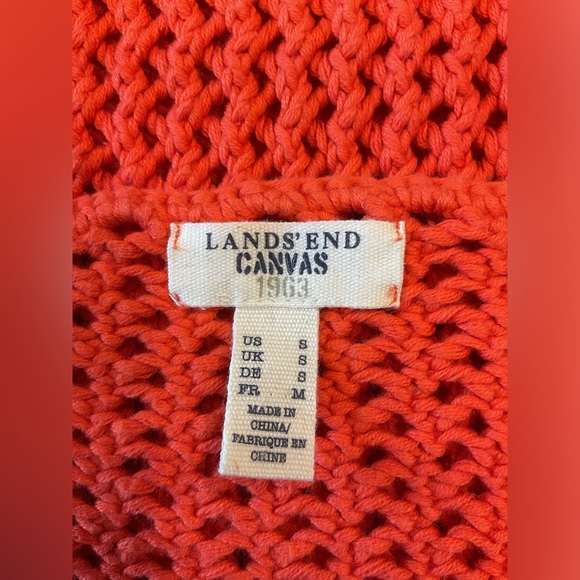 LANDS' END
CANVAS
1963
US S
UK S
DE S
FR M
MADE IN
CHINA/
FABRIQUE EN
CHINE